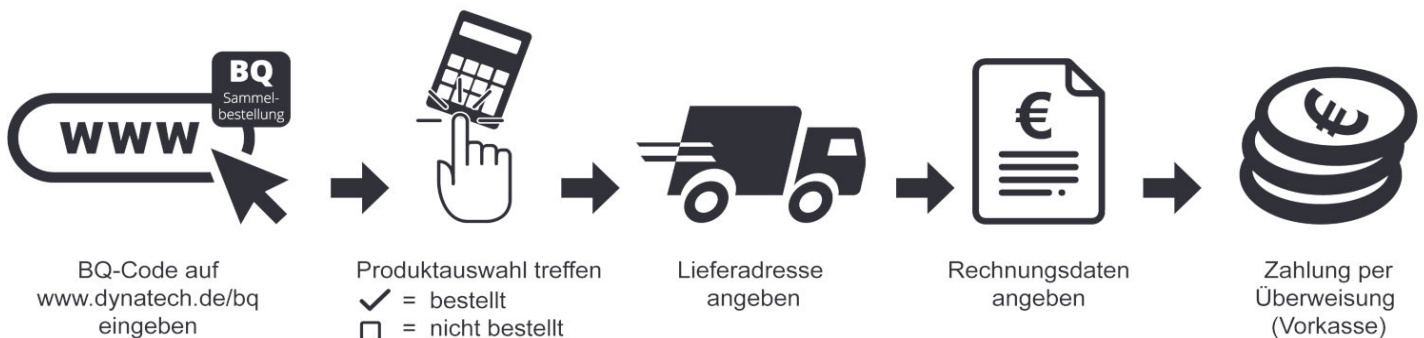 BQ
Sammel-
bestellung
WWW
€
€
BQ-Code auf
www.dynatech.de/bq
eingeben
Produktauswahl treffen
✓ = bestellt
☐ = nicht bestellt
Lieferadresse
angeben
Rechnungsdaten
angeben
Zahlung per
Überweisung
(Vorkasse)